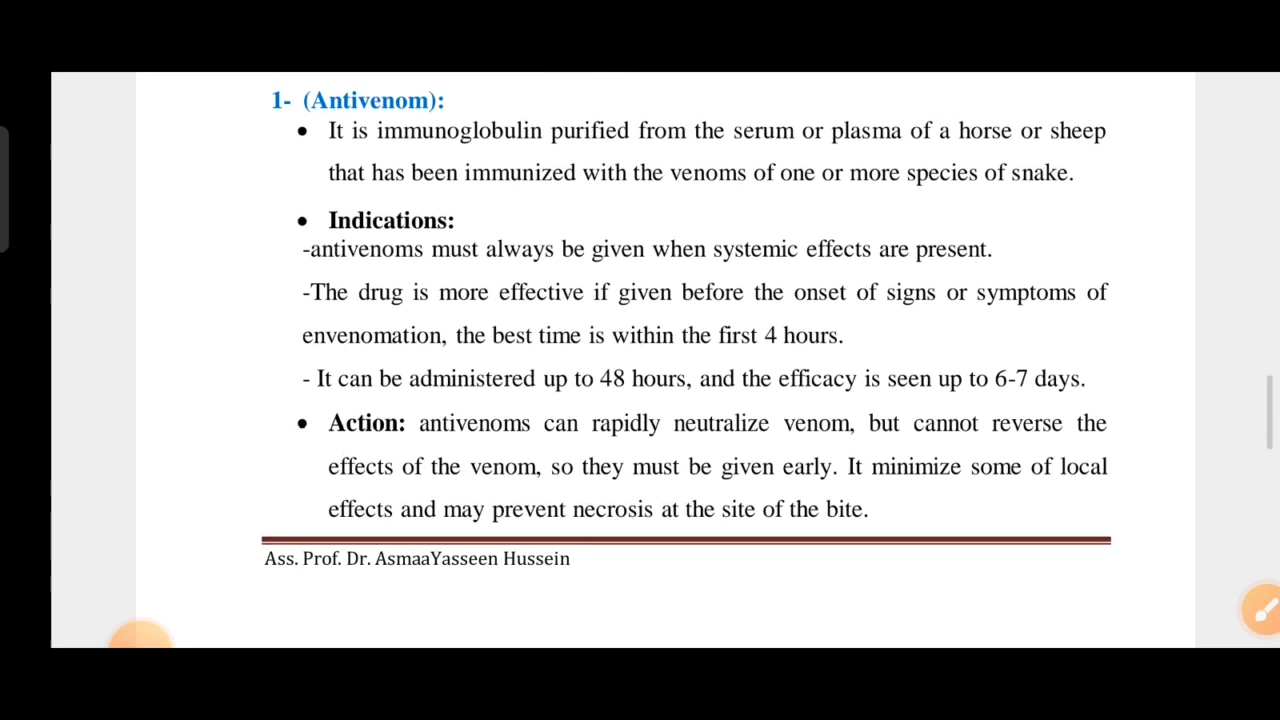 1- (Antivenom):
• It is immunoglobulin purified from the serum or plasma of a horse or sheep
that has been immunized with the venoms of one or more species of snake.
• Indications:
-antivenoms must always be given when systemic effects are present.
-The drug is more effective if given before the onset of signs or symptoms of
envenomation, the best time is within the first 4 hours.
- It can be administered up to 48 hours, and the efficacy is seen up to 6-7 days.
• Action: antivenoms can rapidly neutralize venom, but cannot reverse the
effects of the venom, so they must be given early. It minimize some of local
effects and may prevent necrosis at the site of the bite.
Ass. Prof. Dr. AsmaaYasseen Hussein